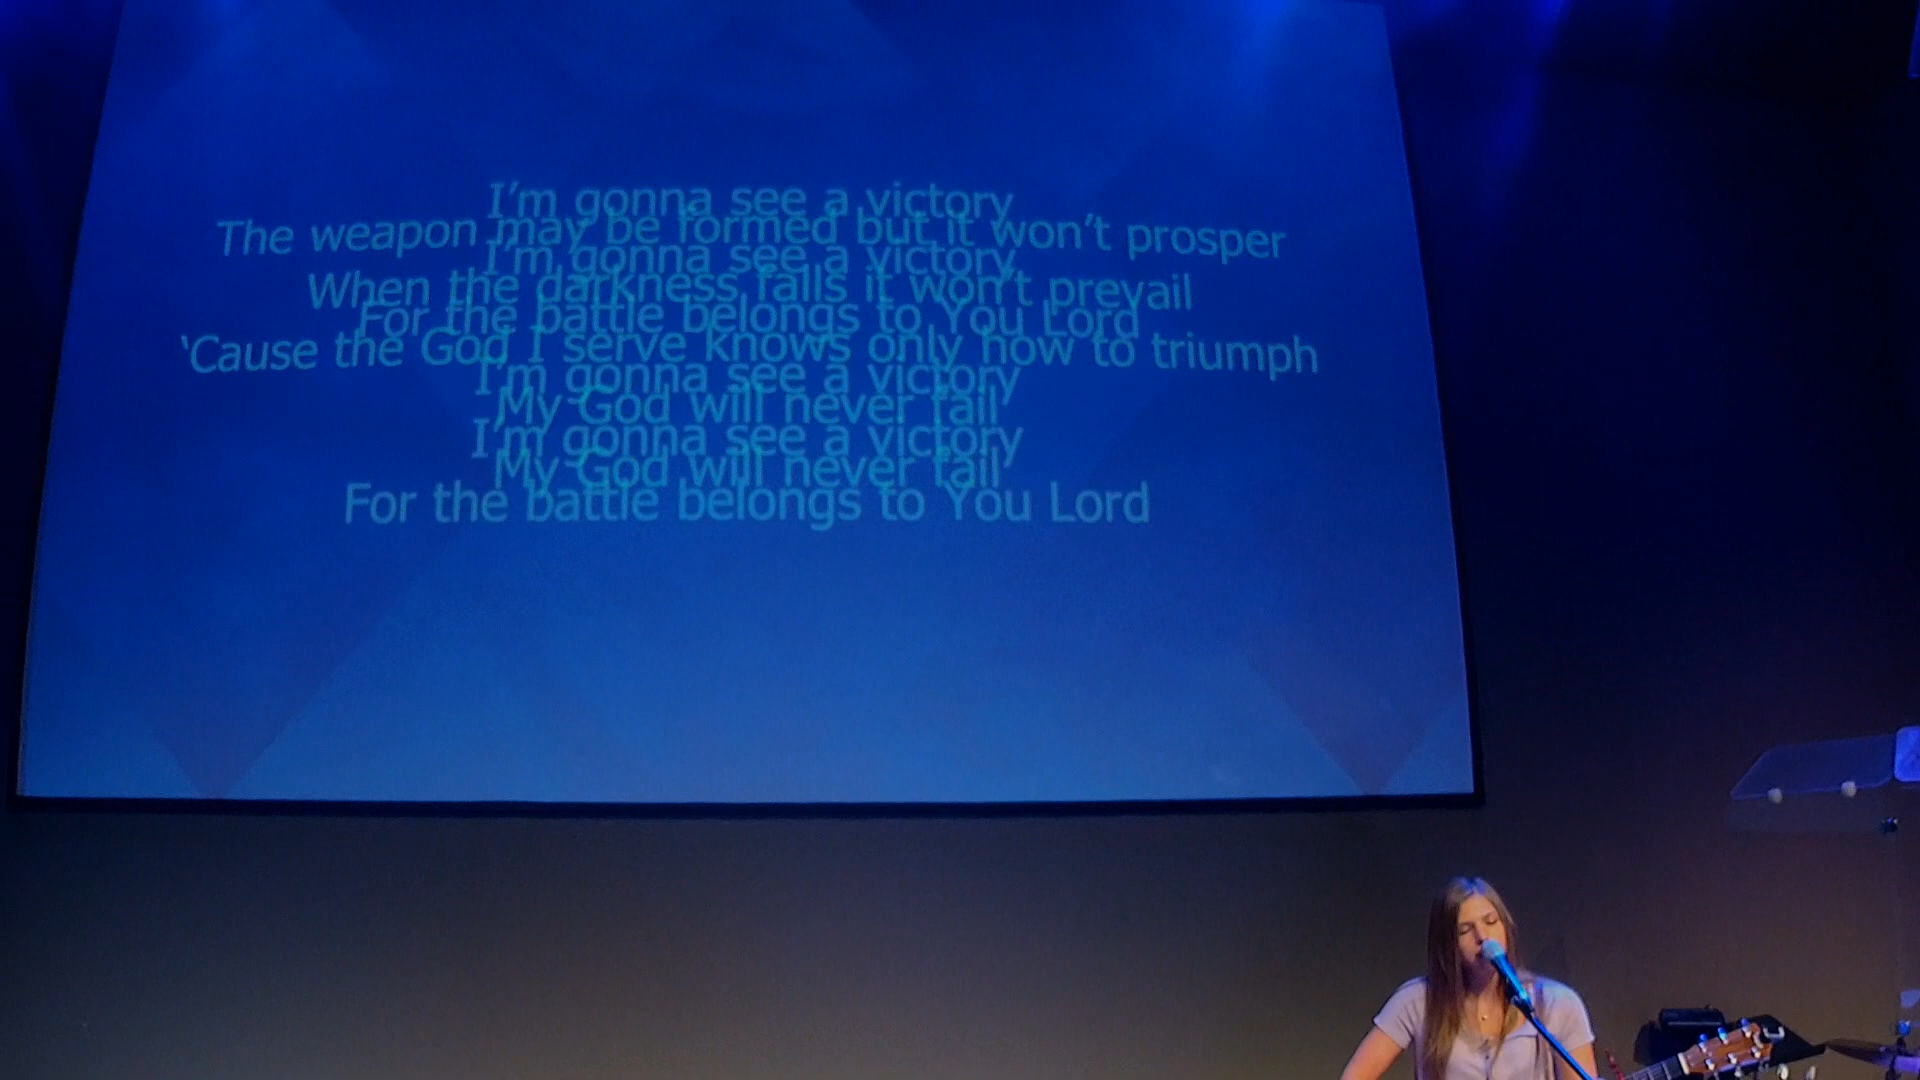 I'm gonna see a victory
The weapon may be formed but it won't prosper
I'm gonna see a victory
When the darkness falls it won't prevail
For the battle belongs to You Lord
‘Cause the God I serve knows only how to triumph
I'm gonna see a victory
My God will never fail
I'm gonna see a victory
My God will never fail
For the battle belongs to You Lord